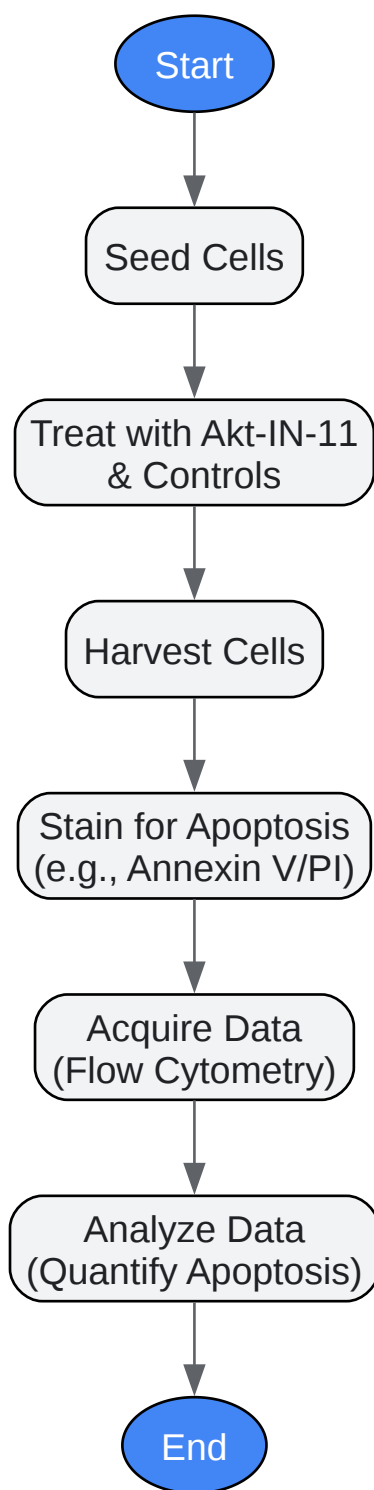 Start
Seed Cells
Treat with Akt-IN-11
& Controls
Harvest Cells
Stain for Apoptosis
(e.g., Annexin V/PI)
Acquire Data
(Flow Cytometry)
Analyze Data
(Quantify Apoptosis)
End